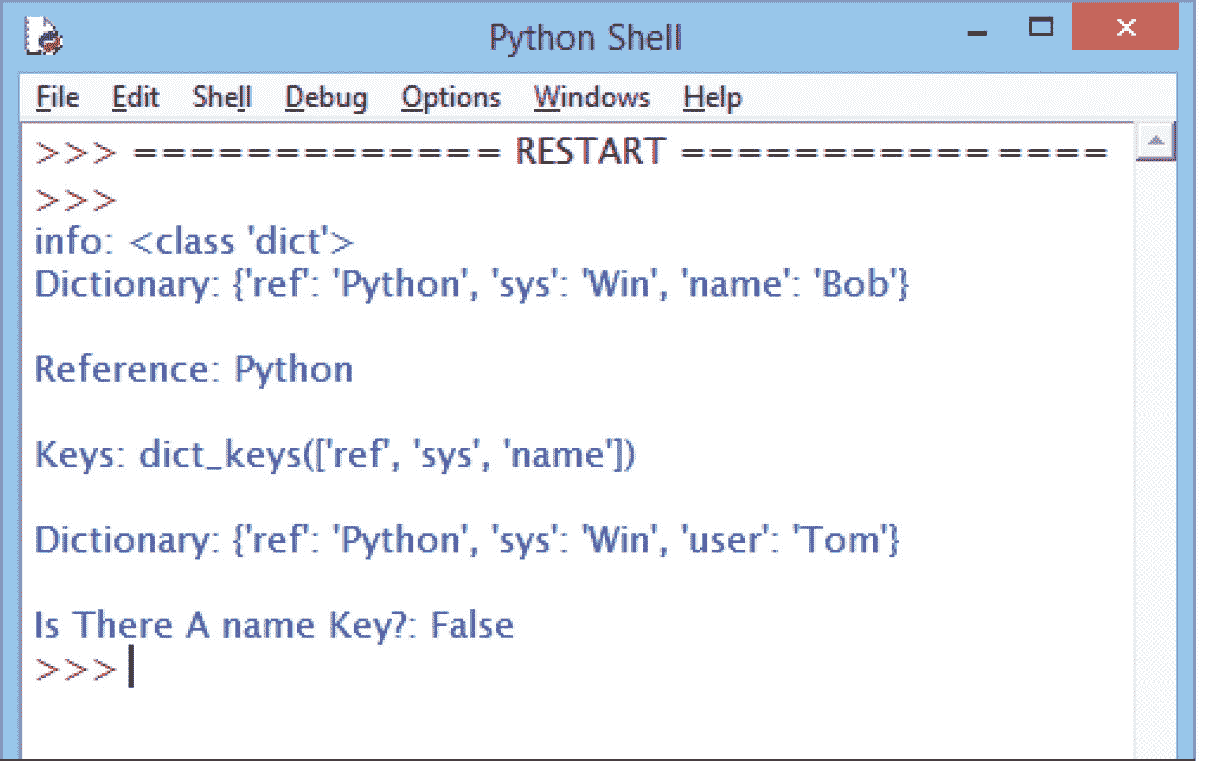 Python Shell
File Edit Shell Debug Options Windows Help
>>> ============= RESTART ===============
>>>
info: <class 'dict'>
Dictionary: {'ref': 'Python', 'sys': 'Win', 'name': 'Bob'}
Reference: Python
Keys: dict_keys(['ref', 'sys', 'name'])
Dictionary: {'ref': 'Python', 'sys': 'Win', 'user': 'Tom'}
Is There A name Key?: False
>>>